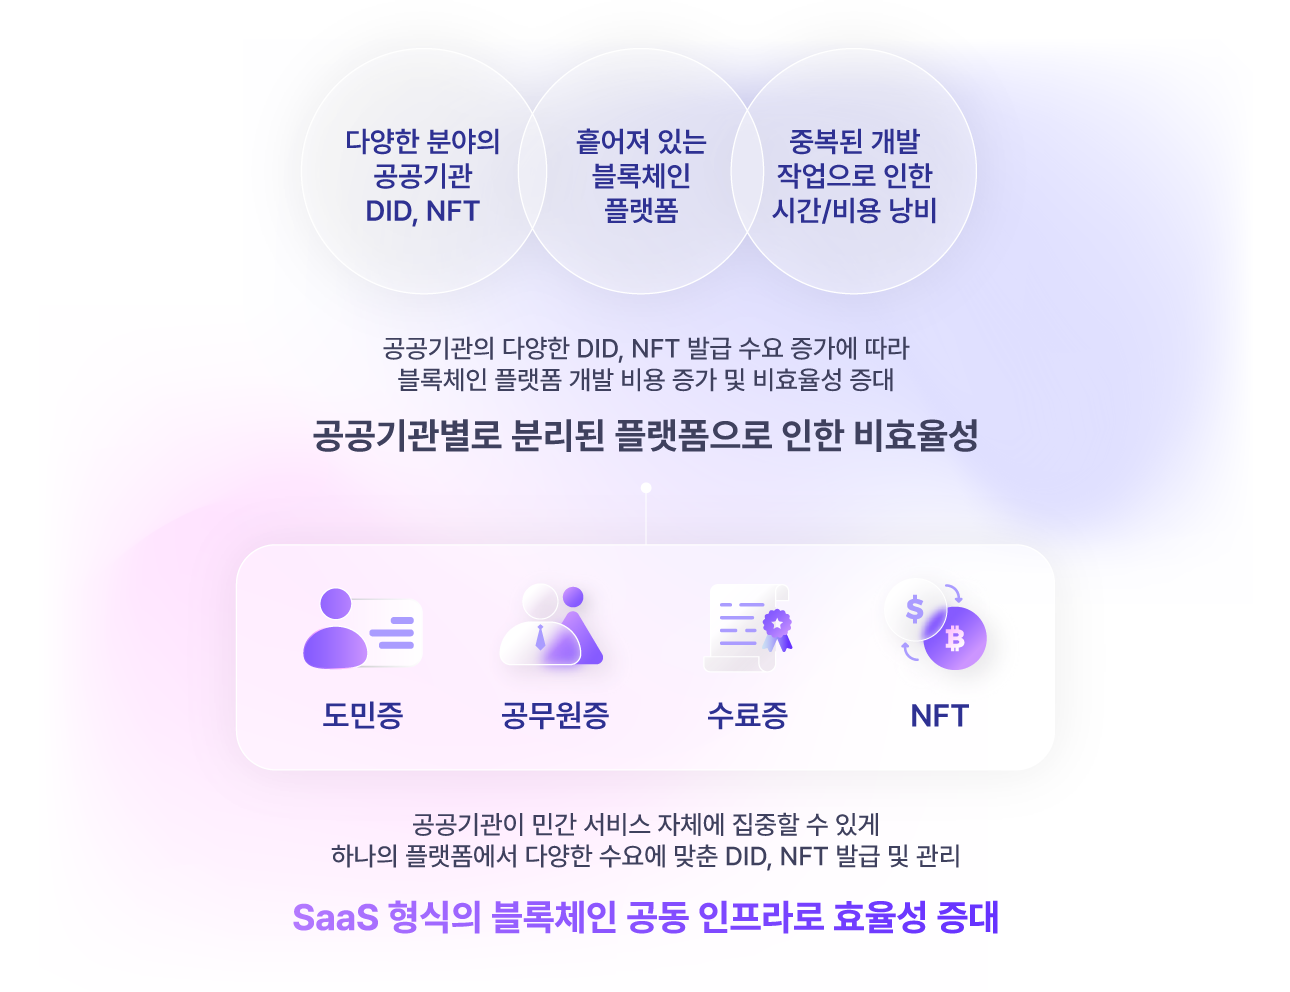 다양한 분야의
공공기관
DID, NFT
흩어져 있는
블록체인
플랫폼
중복된 개발
작업으로 인한
시간/비용 낭비
공공기관의 다양한 DID, NFT 발급 수요 증가에 따라
블록체인 플랫폼 개발 비용 증가 및 비효율성 증대
공공기관별로 분리된 플랫폼으로 인한 비효율성
도민증
공무원증
수료증
NFT
공공기관이 민간 서비스 자체에 집중할 수 있게
하나의 플랫폼에서 다양한 수요에 맞춘 DID, NFT 발급 및 관리
SaaS 형식의 블록체인 공동 인프라로 효율성 증대